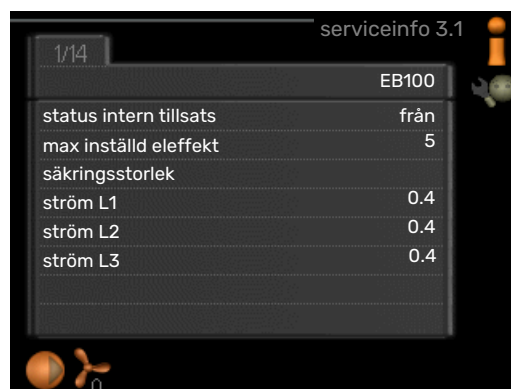 serviceinfo 3.1
1/14
EB100
status intern tillsats från
max inställd eleffekt 5
säkringsstorlek
ström L1 0.4
ström L2 0.4
ström L3 0.4
0